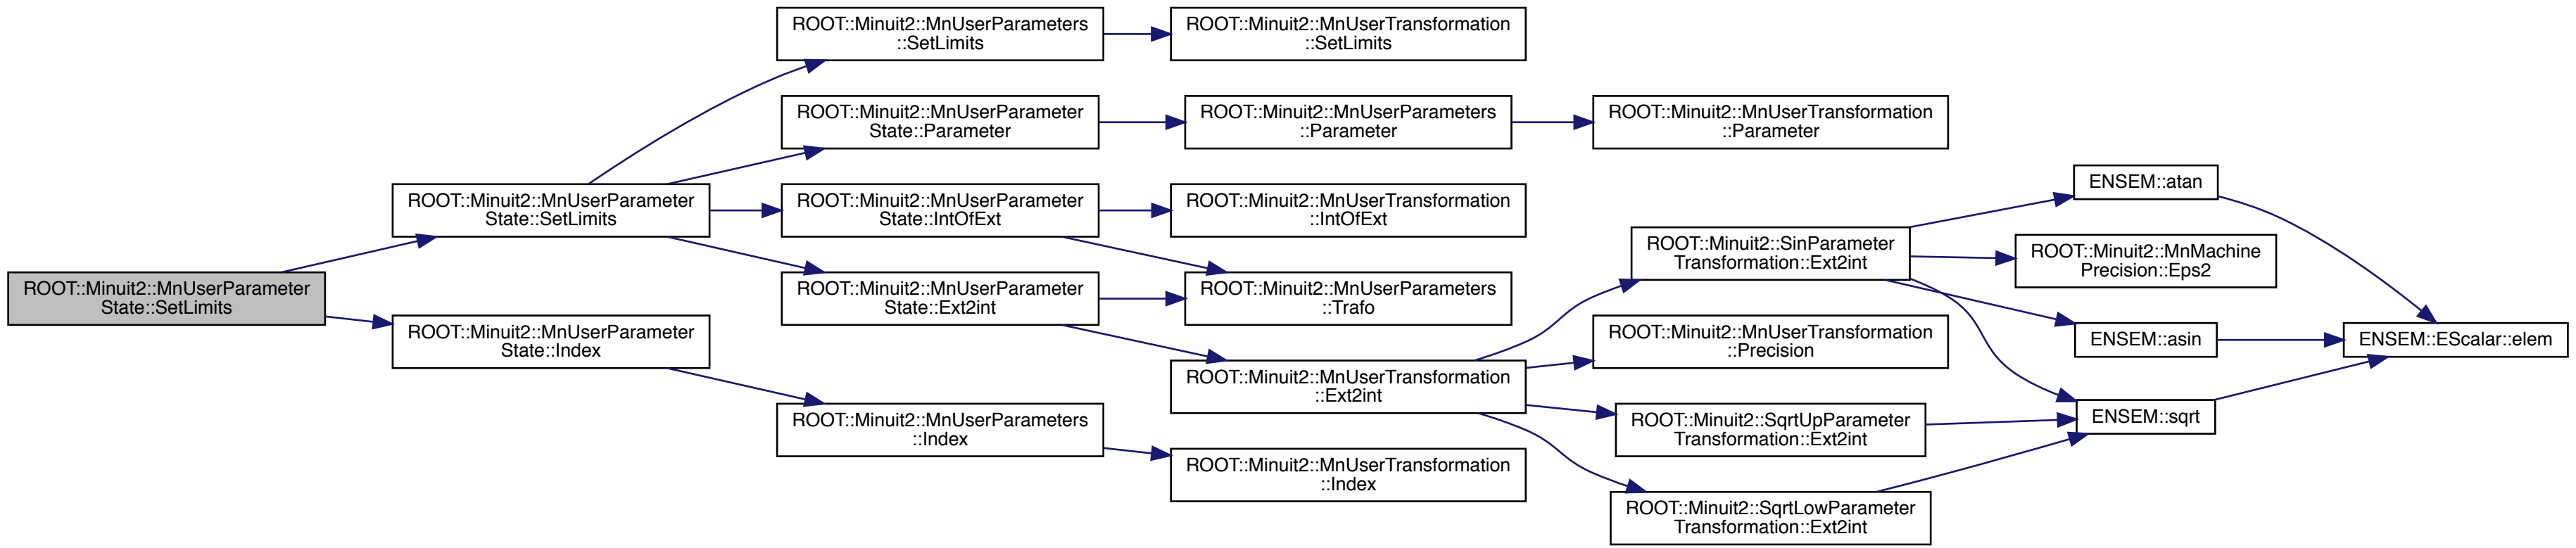 ROOT::Minuit2::MnUserParameter
State::SetLimits
ROOT::Minuit2::MnUserParameter
State::SetLimits
ROOT::Minuit2::MnUserParameter
State::Index
ROOT::Minuit2::MnUserParameters
::SetLimits
ROOT::Minuit2::MnUserParameter
State::Parameter
ROOT::Minuit2::MnUserParameter
State::IntOfExt
ROOT::Minuit2::MnUserParameter
State::Ext2int
ROOT::Minuit2::MnUserParameters
::Index
ROOT::Minuit2::MnUserTransformation
::SetLimits
ROOT::Minuit2::MnUserParameters
::Parameter
ROOT::Minuit2::MnUserTransformation
::IntOfExt
ROOT::Minuit2::MnUserParameters
::Trafo
ROOT::Minuit2::MnUserTransformation
::Ext2int
ROOT::Minuit2::MnUserTransformation
::Index
ROOT::Minuit2::MnUserTransformation
::Parameter
ROOT::Minuit2::SinParameter
Transformation::Ext2int
ROOT::Minuit2::MnUserTransformation
::Precision
ROOT::Minuit2::SqrtUpParameter
Transformation::Ext2int
ROOT::Minuit2::SqrtLowParameter
Transformation::Ext2int
ENSEM::atan
ROOT::Minuit2::MnMachine
Precision::Eps2
ENSEM::asin
ENSEM::sqrt
ENSEM::EScalar::elem